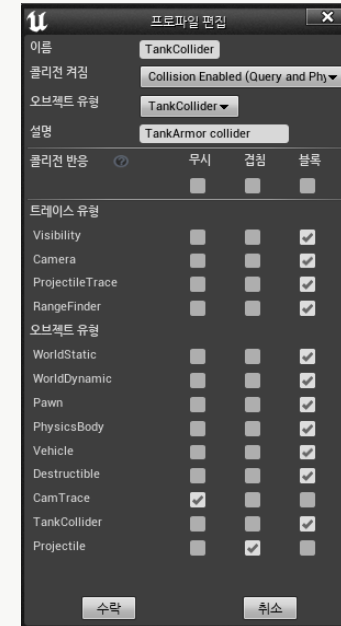 프로파일 편집
이름 TankCollider
콜리전 켜짐 Collision Enabled (Query and Phy
오브젝트 유형 TankCollider
설명 TankArmor collider
콜리전 반응 ? 무시 겹침 블록
트레이스 유형
Visibility
Camera
ProjectileTrace
RangeFinder
오브젝트 유형
WorldStatic
WorldDynamic
Pawn
PhysicsBody
Vehicle
Destructible
CamTrace
TankCollider
Projectile
수락 취소